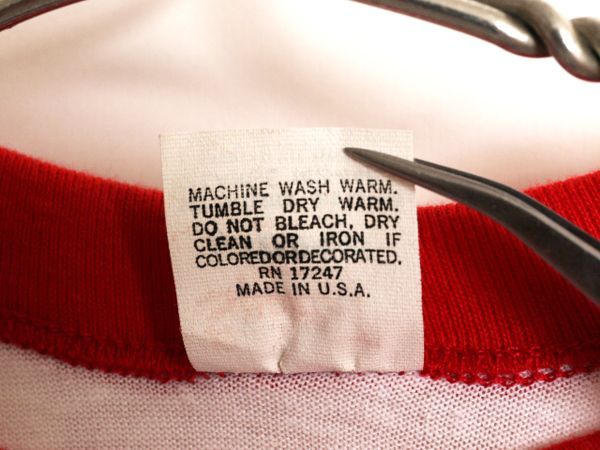 MACHINE WASH WARM.
TUMBLE DRY WARM.
DO NOT BLEACH, DRY
CLEAN OR IRON IF
COLOREDORDECORATED.
RN 17247
MADE IN U.S.A.